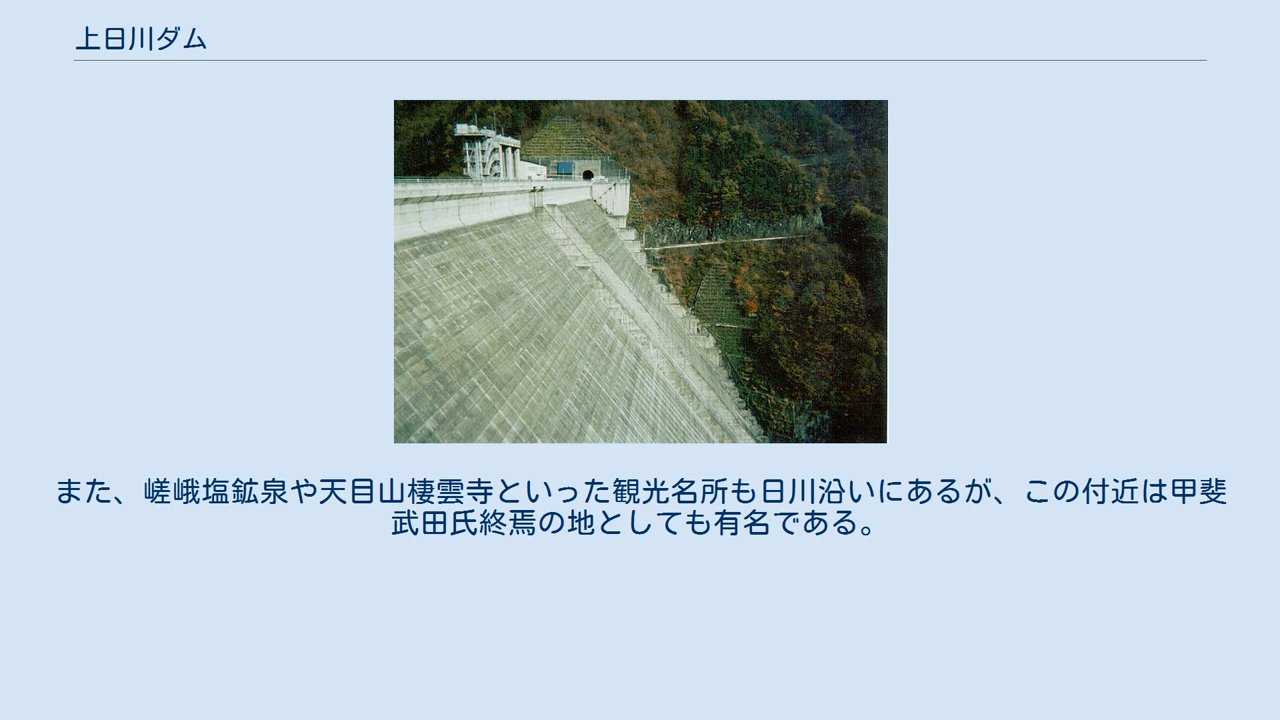 上日川ダム
また、嵯峨塩鉱泉や天目山棲雲寺といった観光名所も日川沿いにあるが、この付近は甲斐
武田氏終焉の地としても有名である。